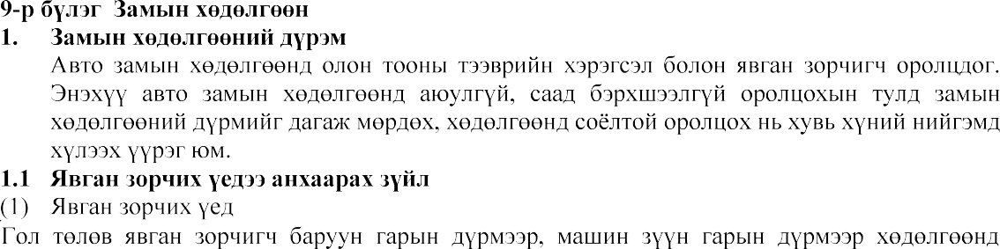 9-р бүлэг Замын хөдөлгөөн
1. Замын хөдөлгөөний дүрэм
Авто замын хөдөлгөөнд олон тооны тээврийн хэрэгсэл болон явган зорчигч оролцдог.
Энэхүү авто замын хөдөлгөөнд аюулгүй, саад бэрхшээлгүй оролцохын тулд замын
хөдөлгөөний дүрмийг дагаж мөрдөх, хөдөлгөөнд соёлтой оролцох нь хувь хүний нийгэмд
хүлээх үүрэг юм.
1.1 Явган зорчих үедээ анхаарах зүйл
(1) Явган зорчих үед
Гол төлөв явган зорчигч баруун гарын дүрмээр, машин зүүн гарын дүрмээр хөдөлгөөнд